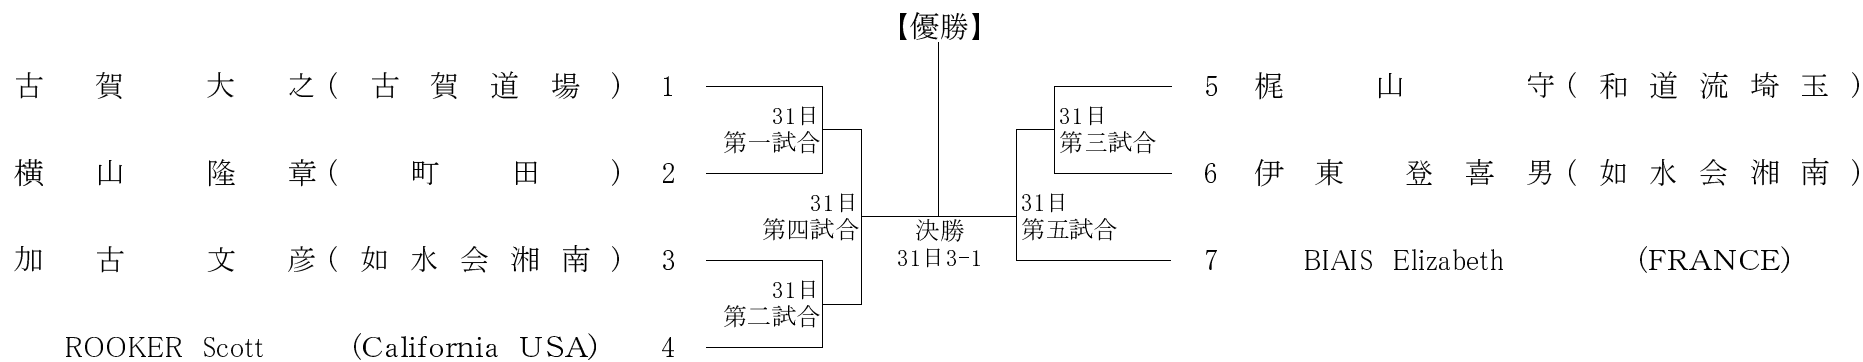 【優勝】
古賀 大之(古賀道場) 1
31日
第一試合
横山 隆章(町田) 2
31日
第四試合
加古 文彦(如水会湘南) 3
31日
第二試合
ROOKER Scott (California USA) 4
決勝
31日3-1
5 梶山 守(和道流埼玉)
31日
第三試合
6 伊東 登喜男(如水会湘南)
31日
第五試合
7 BIAIS Elizabeth (FRANCE)